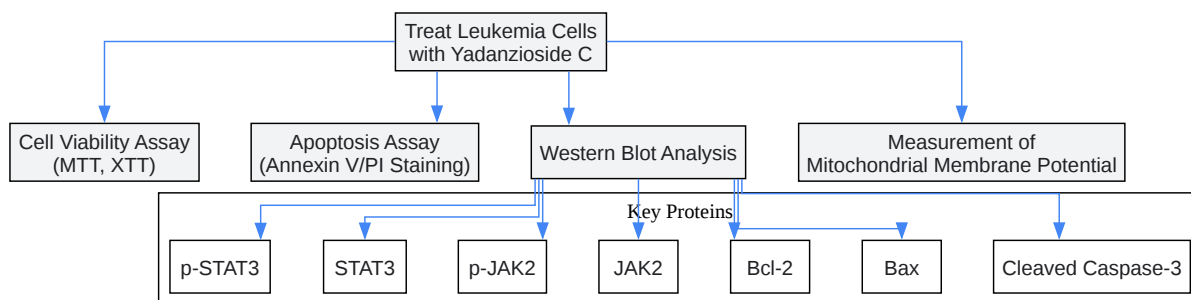 Treat Leukemia Cells
with Yadanzioside C
Cell Viability Assay
(MTT, XTT)
Apoptosis Assay
(Annexin V/PI Staining)
Western Blot Analysis
Measurement of
Mitochondrial Membrane Potential
Key Proteins
p-STAT3
STAT3
p-JAK2
JAK2
Bcl-2
Bax
Cleaved Caspase-3